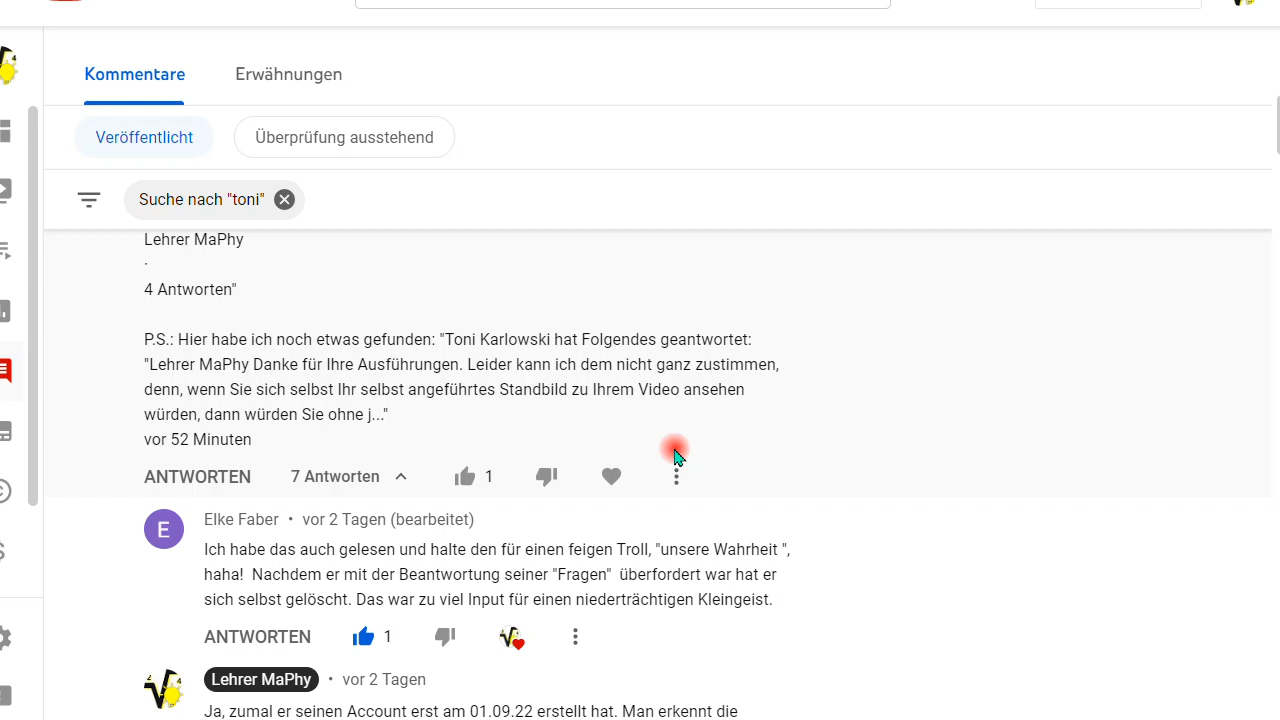 Kommentare Erwähnungen
Veröffentlicht Überprüfung ausstehend
Suche nach "toni"
Lehrer MaPhy
·
4 Antworten"
P.S.: Hier habe ich noch etwas gefunden: "Toni Karlowski hat Folgendes geantwortet:
"Lehrer MaPhy Danke für Ihre Ausführungen. Leider kann ich dem nicht ganz zustimmen,
denn, wenn Sie sich selbst Ihr selbst angeführtes Standbild zu Ihrem Video ansehen
würden, dann würden Sie ohne j..."
vor 52 Minuten
ANTWORTEN 7 Antworten 1
E
Elke Faber • vor 2 Tagen (bearbeitet)
Ich habe das auch gelesen und halte den für einen feigen Troll, "unsere Wahrheit ",
haha! Nachdem er mit der Beantwortung seiner "Fragen" überfordert war hat er
sich selbst gelöscht. Das war zu viel Input für einen niederträchtigen Kleingeist.
ANTWORTEN 1
Lehrer MaPhy • vor 2 Tagen
Ja, zumal er seinen Account erst am 01.09.22 erstellt hat. Man erkennt die